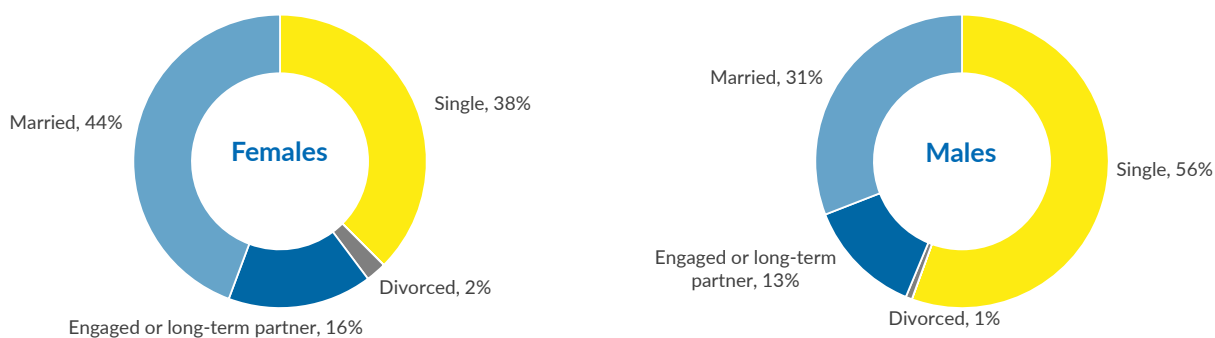 Females
Single, 38%
Married, 44%
Divorced, 2%
Engaged or long-term partner, 16%
Males
Married, 31%
Single, 56%
Engaged or long-term
partner, 13%
Divorced, 1%